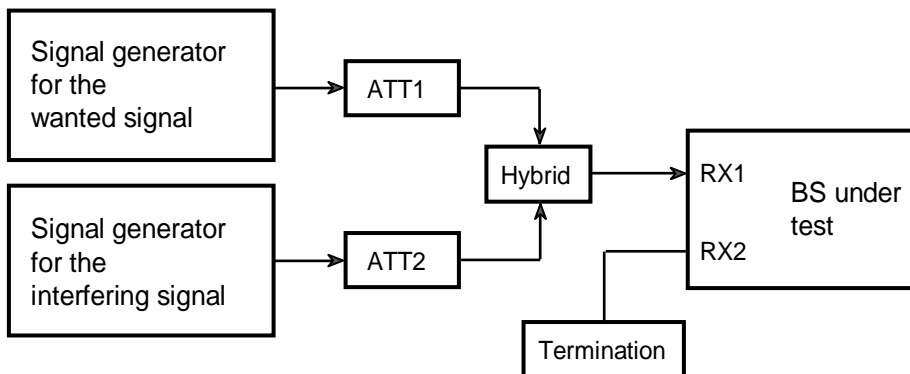 Signal generator
for the
wanted signal
ATT1
Hybrid
RX1
BS under
test
Signal generator
for the
interfering signal
ATT2
RX2
Termination